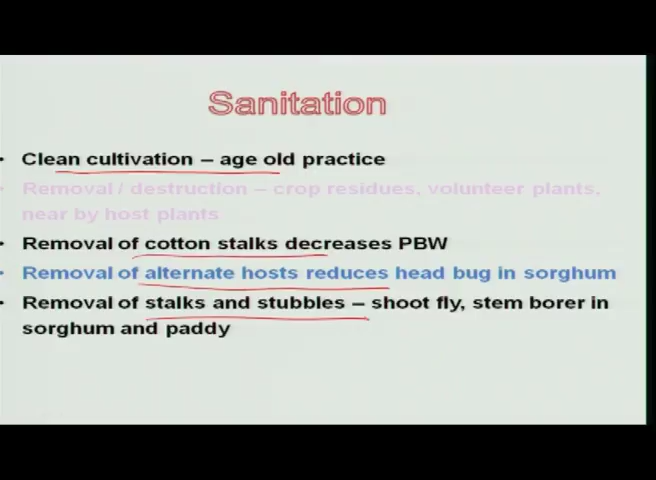 Sanitation
• Clean cultivation – age old practice
Removal / destruction – crop residues, volunteer plants,
near by host plants
• Removal of cotton stalks decreases PBW
• Removal of alternate hosts reduces head bug in sorghum
• Removal of stalks and stubbles – shoot fly, stem borer in
sorghum and paddy